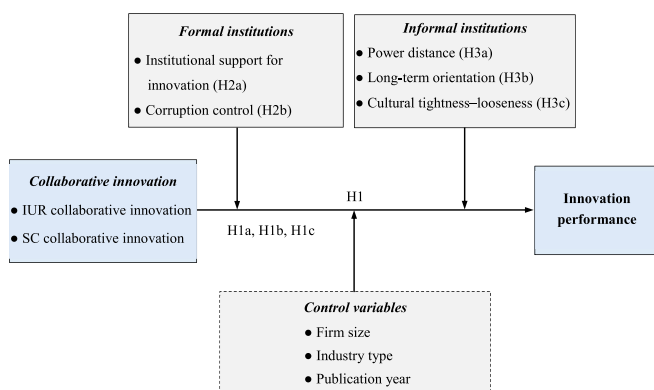 Formal institutions
● Institutional support for
innovation (H2a)
● Corruption control (H2b)
Informal institutions
● Power distance (H3a)
● Long-term orientation (H3b)
● Cultural tightness–looseness (H3c)
Collaborative innovation
● IUR collaborative innovation
● SC collaborative innovation
H1
H1a, H1b, H1c
Innovation
performance
Control variables
● Firm size
● Industry type
● Publication year